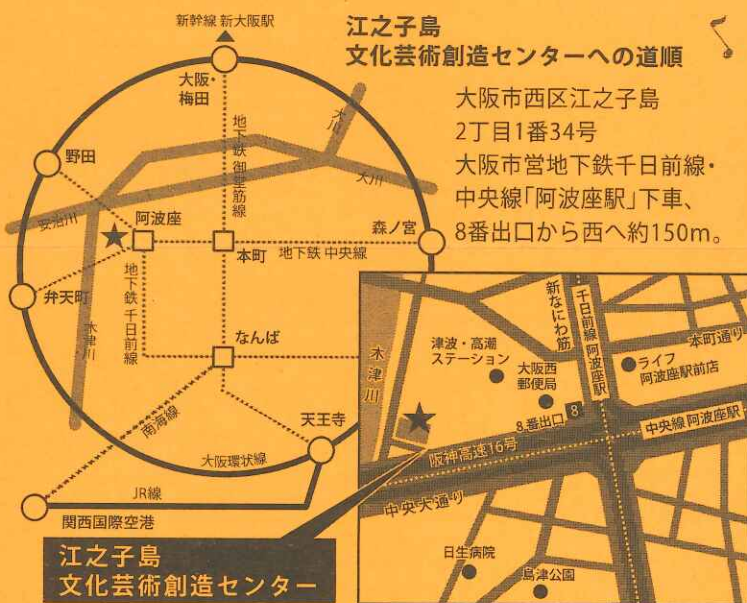 江之子島
文化芸術創造センターへの道順
大阪市西区江之子島
2丁目1番34号
大阪市営地下鉄千日前線・
中央線「阿波座駅」下車、
8番出口から西へ約150m。
新幹線 新大阪駅
大阪・
梅田
地下鉄 御堂筋線
大川
大川
野田
安治川
阿波座
本町
地下鉄 中央線
森ノ宮
弁天町
木津川
地下鉄 千日前線
なんば
南海線
天王寺
大阪環状線
JR線
関西国際空港
江之子島
文化芸術創造センター
木津川
津波・高潮
ステーション
大阪西
郵便局
新なにわ筋
千日前線 阿波座駅
本町通り
ライフ
阿波座駅前店
8番出口
8
中央線 阿波座駅
阪神高速16号
中央大通り
日生病院
島津公園